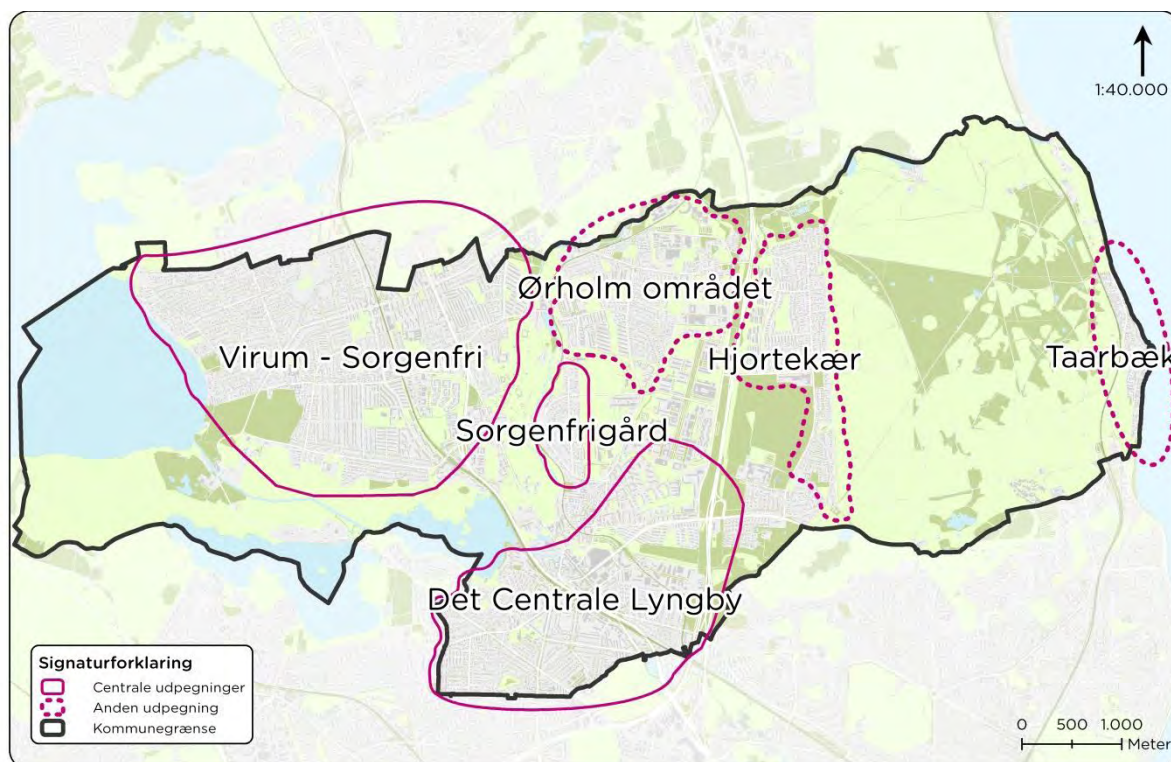 1:40.000
Ørholm området
Virum - Sorgenfri
Hjortekær
Taarbæk
Sorgenfrigård
Det Centrale Lyngby
Signaturforklaring
Centrale udpegninger
Anden udpegning
Kommunegrænse
0 500 1.000
Meter